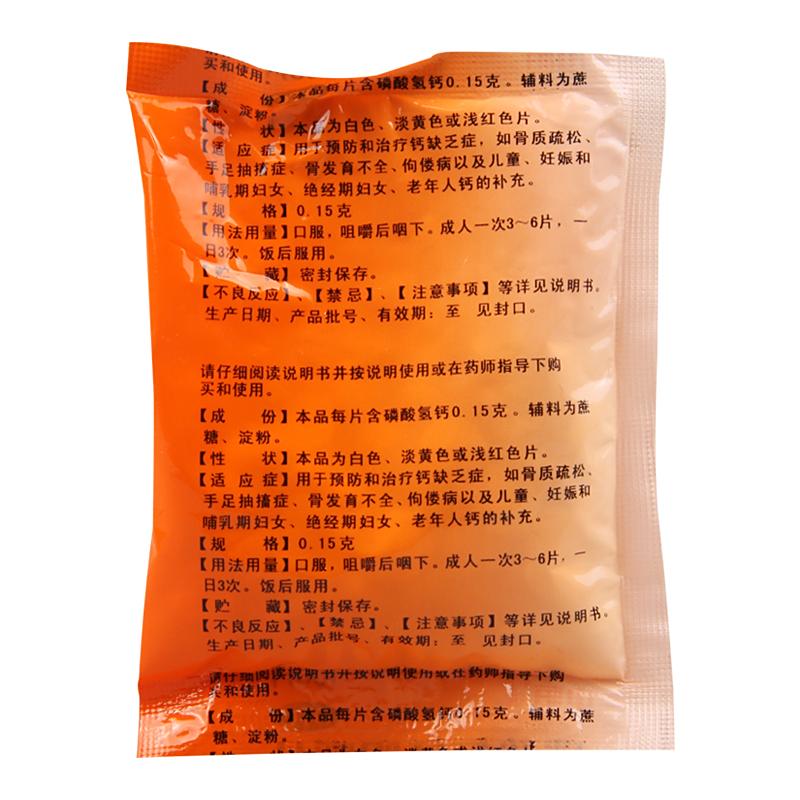 买和使用。
【成 份】本品每片含磷酸氢钙0.15克。辅料为蔗
糖、淀粉。
【性 状】本品为白色、淡黄色或浅红色片。
【适 应 症】用于预防和治疗钙缺乏症，如骨质疏松、
手足抽搐症、骨发育不全、佝偻病以及儿童、妊娠和
哺乳期妇女、绝经期妇女、老年人钙的补充。
【规 格】0.15克
【用法用量】口服，咀嚼后咽下。成人一次3～6片，一
日3次。饭后服用。
【贮 藏】密封保存。
【不良反应】、【禁忌】、【注意事项】等详见说明书。
生产日期、产品批号、有效期：至 见封口。
请仔细阅读说明书并按说明使用或在药师指导下购
买和使用。
【成 份】本品每片含磷酸氢钙0.15克。辅料为蔗
糖、淀粉。
【性 状】本品为白色、淡黄色或浅红色片。
【适 应 症】用于预防和治疗钙缺乏症，如骨质疏松、
手足抽搐症、骨发育不全、佝偻病以及儿童、妊娠和
哺乳期妇女、绝经期妇女、老年人钙的补充。
【规 格】0.15克
【用法用量】口服，咀嚼后咽下。成人一次3～6片，一
日3次。饭后服用。
【贮 藏】密封保存。
【不良反应】、【禁忌】、【注意事项】等详见说明书。
生产日期、产品批号、有效期：至 见封口。
请仔细阅读说明书并按说明使用或在药师指导下购
买和使用。
【成 份】本品每片含磷酸氢钙0.15克。辅料为蔗
糖、淀粉。